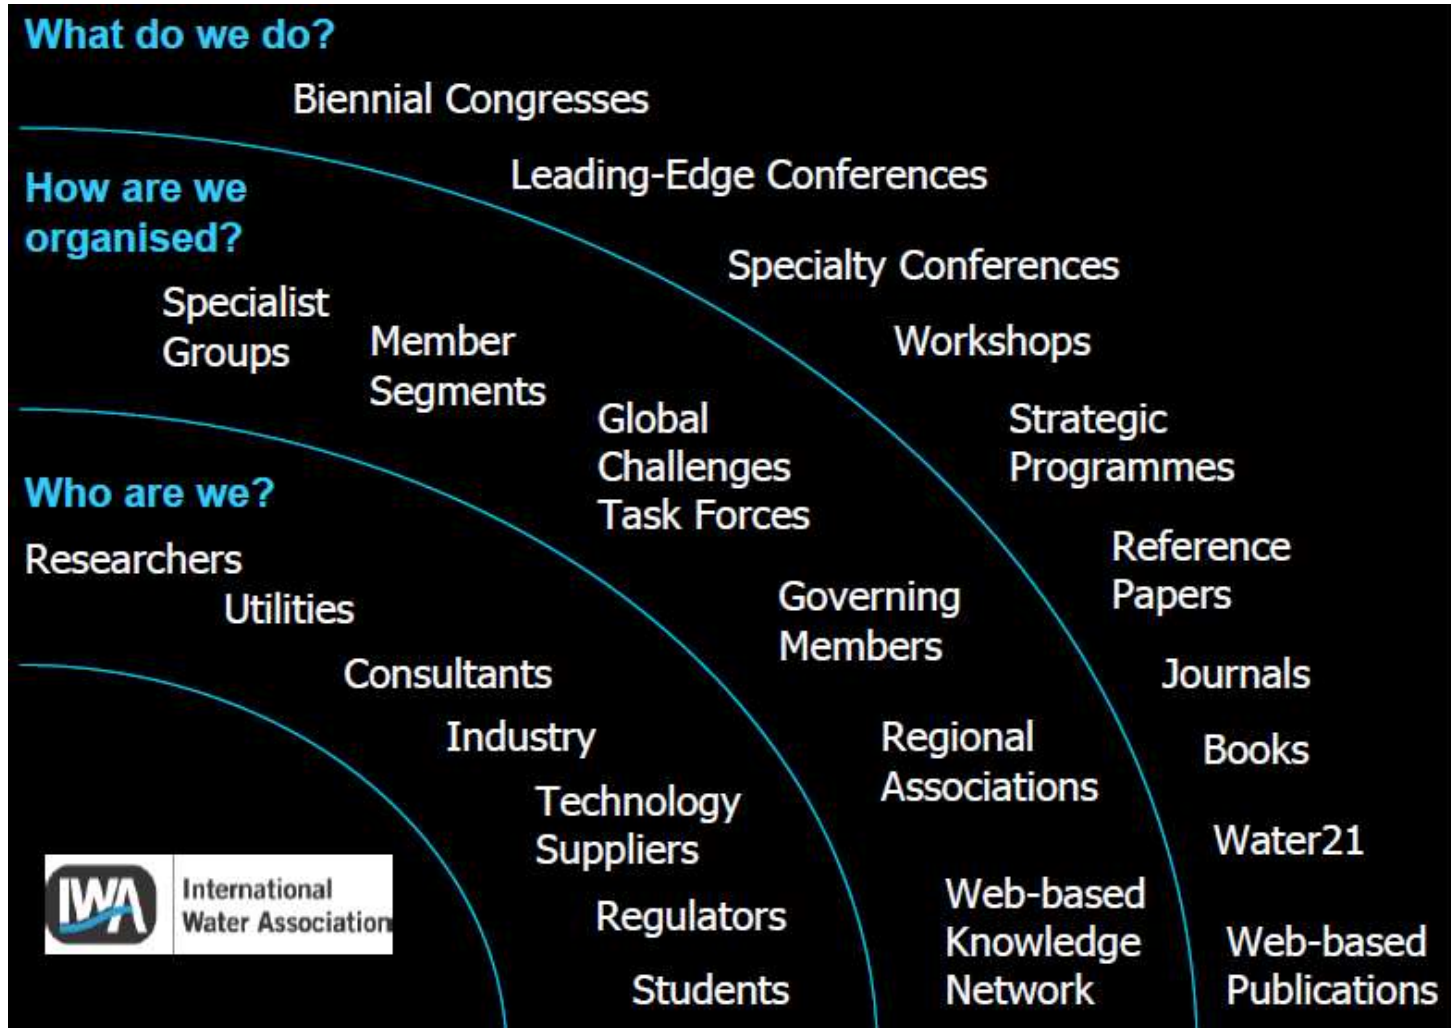 What do we do?
Biennial Congresses
Leading-Edge Conferences
Specialty Conferences
Workshops
Strategic
Programmes
Reference
Papers
Journals
Books
Water21
Web-based
Publications
How are we
organised?
Specialist
Groups
Member
Segments
Global
Challenges
Task Forces
Governing
Members
Regional
Associations
Web-based
Knowledge
Network
Who are we?
Researchers
Utilities
Consultants
Industry
Technology
Suppliers
Regulators
Students
IWA
International
Water Association